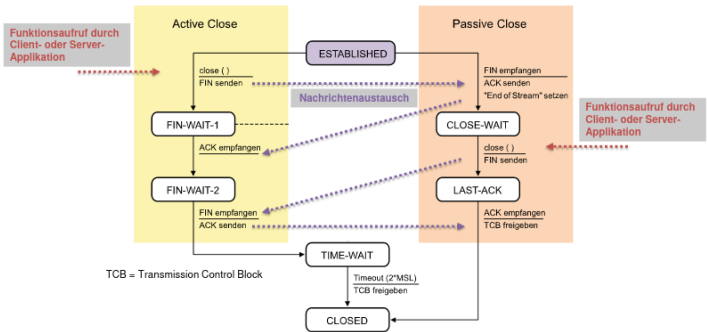 Active Close
Passive Close
Funktionsaufruf durch
Client- oder Server-
Applikation
ESTABLISHED
close ( )
FIN senden
FIN empfangen
ACK senden
"End of Stream" setzen
Nachrichtenaustausch
Funktionsaufruf durch
Client- oder Server-
Applikation
FIN-WAIT-1
CLOSE-WAIT
ACK empfangen
close ( )
FIN senden
FIN-WAIT-2
LAST-ACK
FIN empfangen
ACK senden
ACK empfangen
TCB freigeben
TIME-WAIT
TCB = Transmission Control Block
Timeout (2*MSL)
TCB freigeben
CLOSED